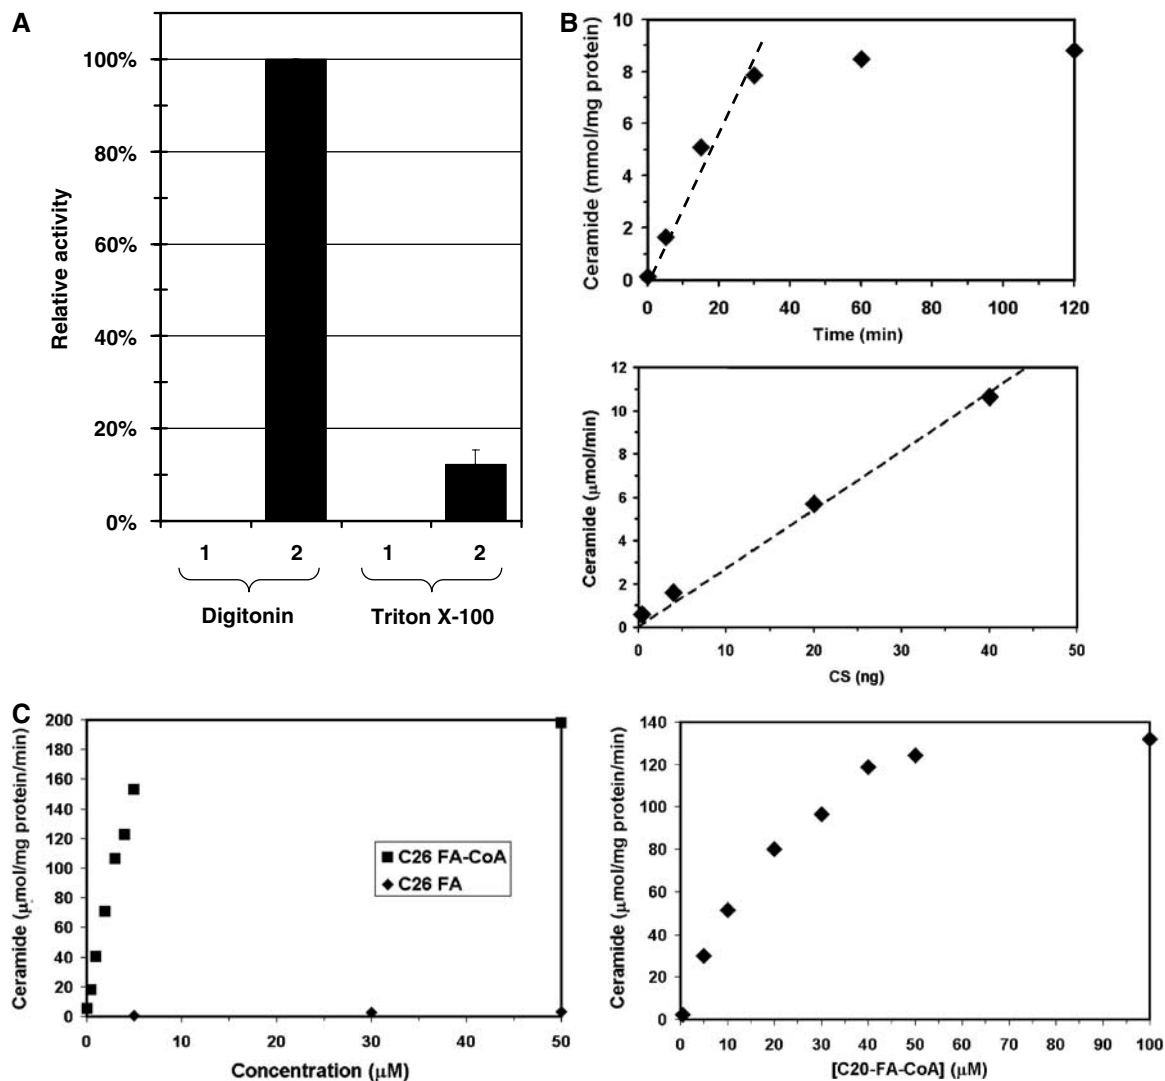 A
100%
80%
60%
40%
20%
0%
Relative activity
1 2 1 2
Digitonin Triton X-100
B
10
8
6
4
2
0
Ceramide (mmol/mg protein)
0 20 40 60 80 100 120
Time (min)
12
10
8
6
4
2
0
Ceramide (μmol/min)
0 10 20 30 40 50
CS (ng)
C
200
180
160
140
120
100
80
60
40
20
0
Ceramide (μmol/mg protein/min)
C26 FA-CoA
C26 FA
0 10 20 30 40 50
Concentration (μM)
140
120
100
80
60
40
20
0
Ceramide (μmol/mg protein/min)
0 10 20 30 40 50 60 70 80 90 100
[C20-FA-CoA] (μM)